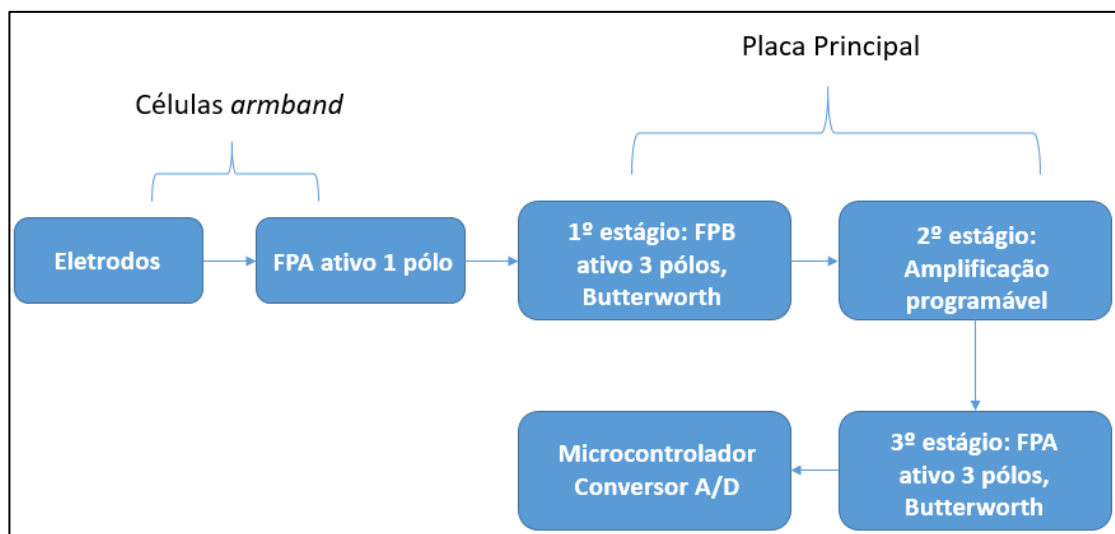 Placa Principal
Células armband
Eletrodos
FPA ativo 1 pólo
1º estágio: FPB
ativo 3 pólos,
Butterworth
2º estágio:
Amplificação
programável
Microcontrolador
Conversor A/D
3º estágio: FPA
ativo 3 pólos,
Butterworth